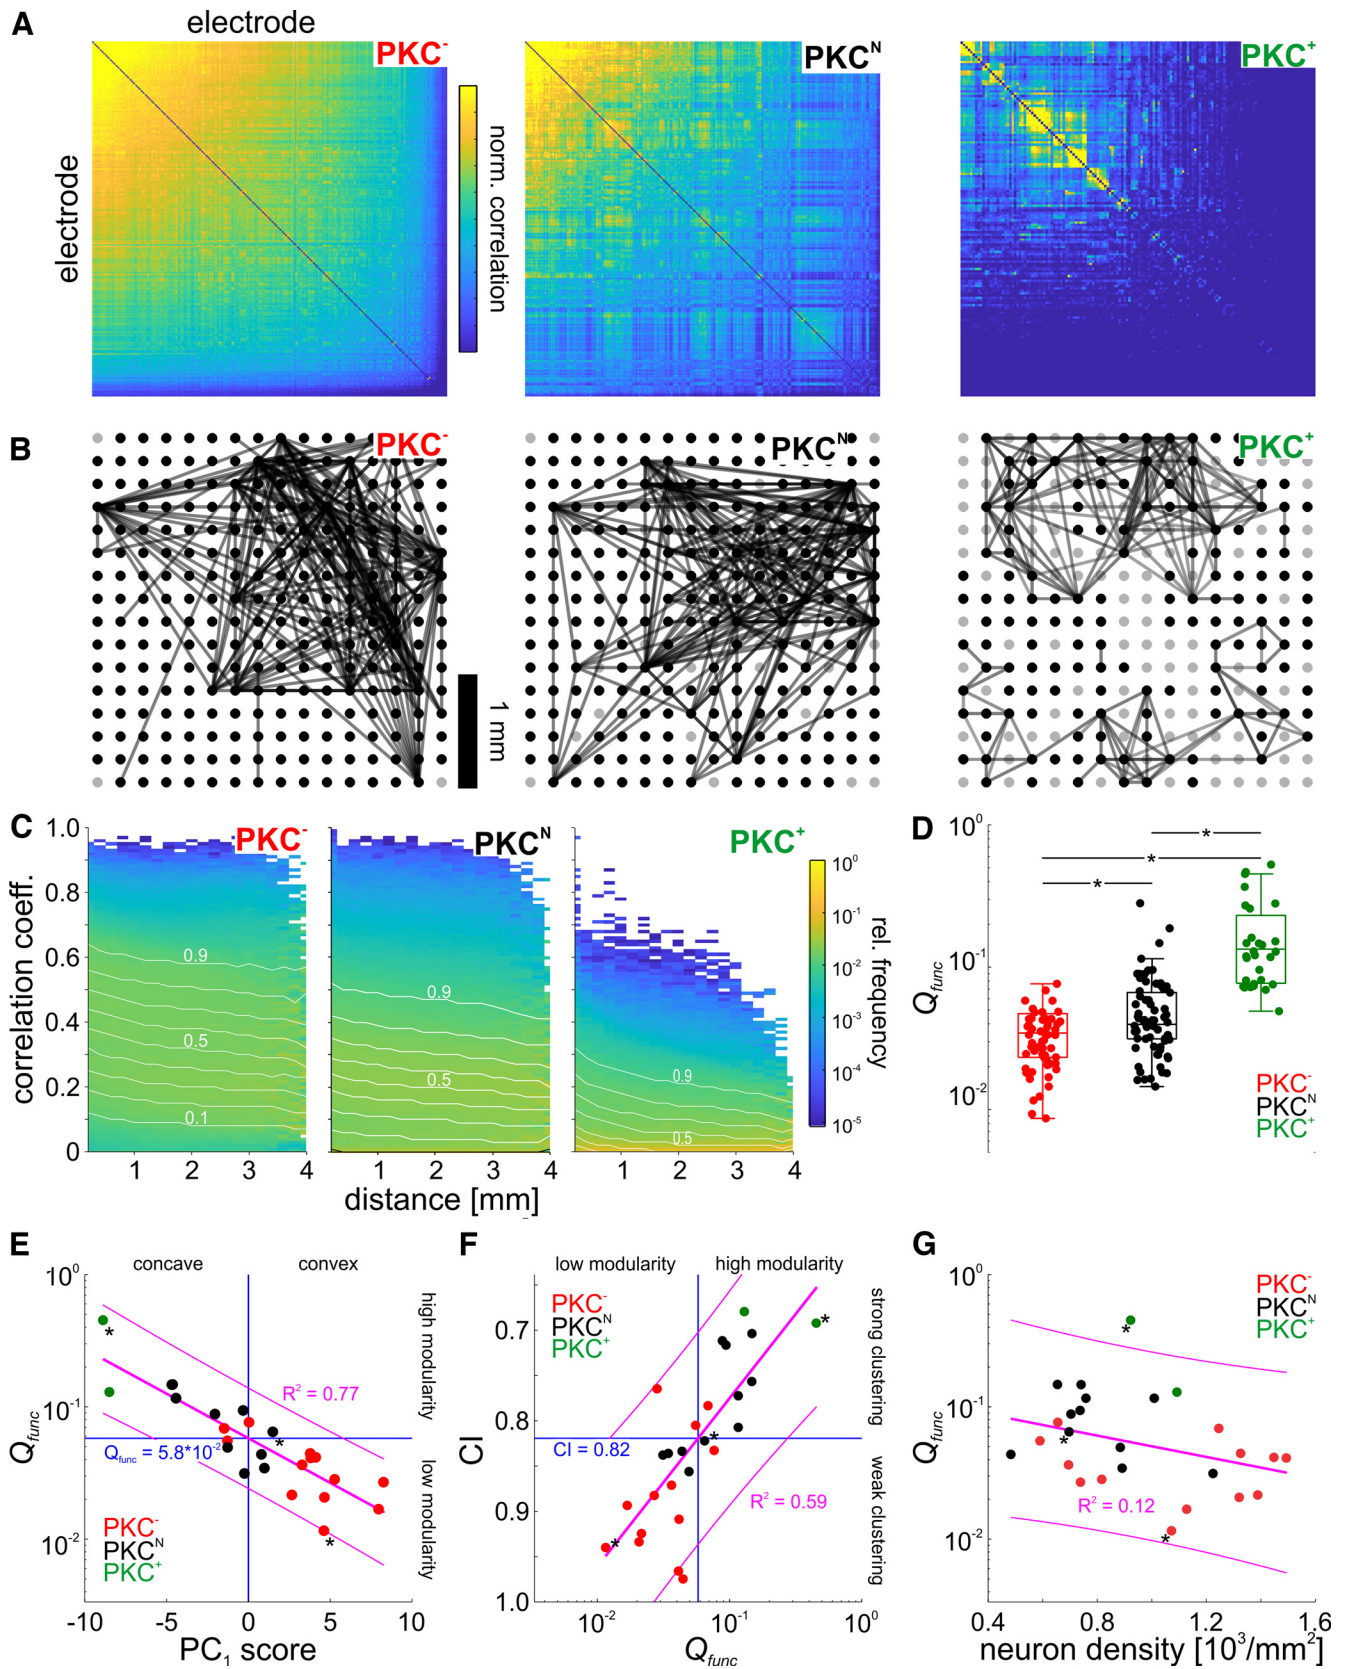 A
electrode
PKC⁻
PKCᴺ
PKC⁺
electrode
norm. correlation
B
PKC⁻
PKCᴺ
PKC⁺
1 mm
C
PKC⁻
PKCᴺ
PKC⁺
correlation coeff.
1.0
0.8
0.6
0.4
0.2
0
0.9
0.5
0.1
0.9
0.5
0.9
0.5
1 2 3 4
1 2 3 4
1 2 3 4
distance [mm]
10⁰
10⁻¹
10⁻²
10⁻³
10⁻⁴
10⁻⁵
rel. frequency
D
Q_func
10⁰
10⁻¹
10⁻²
*
*
*
PKC⁻
PKCᴺ
PKC⁺
E
concave convex
Q_func
10⁰
10⁻¹
10⁻²
high modularity
low modularity
R² = 0.77
Q_func = 5.8*10⁻²
*
*
*
PKC⁻
PKCᴺ
PKC⁺
-10 -5 0 5 10
PC₁ score
F
low modularity high modularity
CI
0.7
0.8
0.9
1.0
PKC⁻
PKCᴺ
PKC⁺
*
*
*
CI = 0.82
R² = 0.59
strong clustering
weak clustering
10⁻² 10⁻¹ 10⁰
Q_func
G
Q_func
10⁰
10⁻¹
10⁻²
PKC⁻
PKCᴺ
PKC⁺
*
*
*
R² = 0.12
0.4 0.8 1.2 1.6
neuron density [10³/mm²]